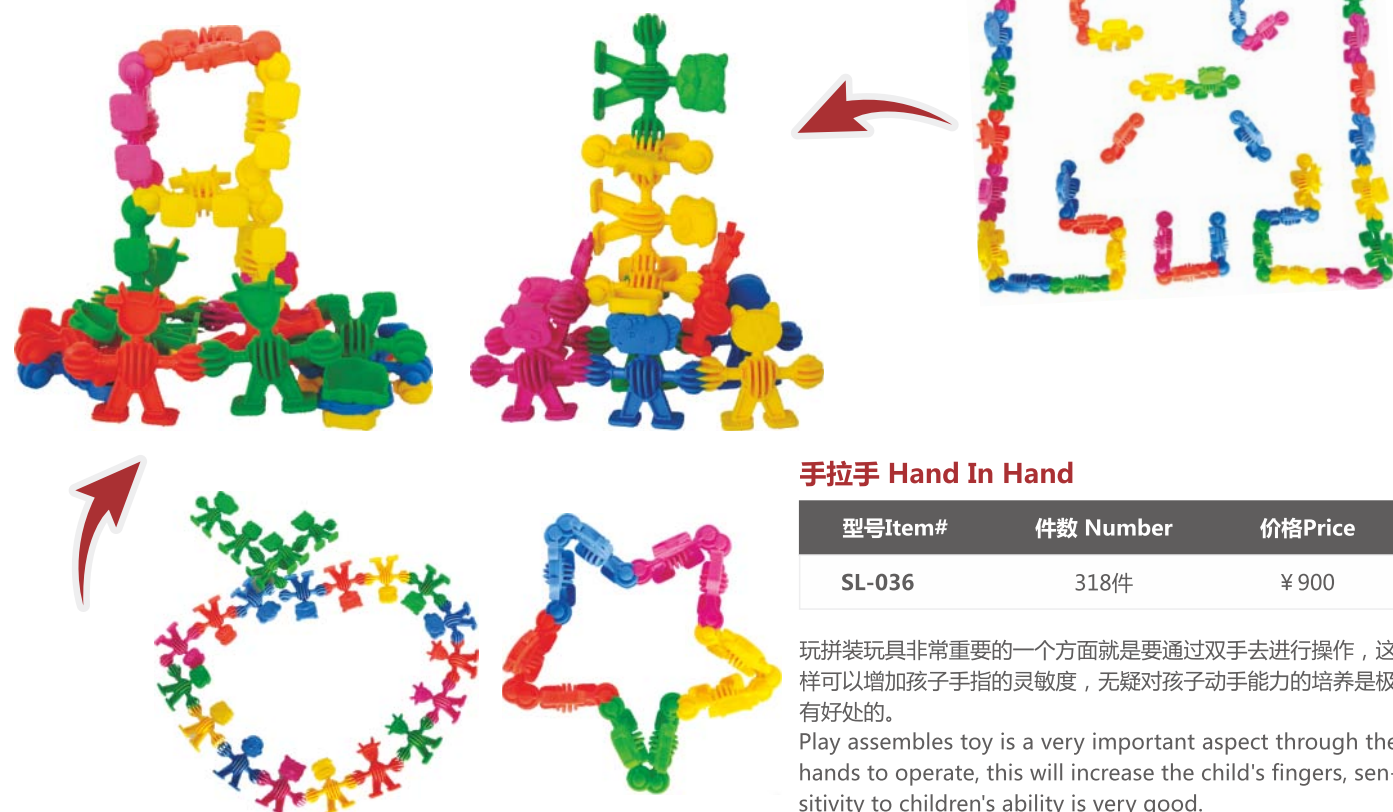 手拉手 Hand In Hand
型号Item# 件数 Number 价格Price
SL-036 318件 ¥900
玩拼装玩具非常重要的一个方面就是要通过双手去进行操作，这
样可以增加孩子手指的灵敏度，无疑对孩子动手能力的培养是极
有好处的。
Play assembles toy is a very important aspect through the
hands to operate, this will increase the child's fingers, sen-
sitivity to children's ability is very good.